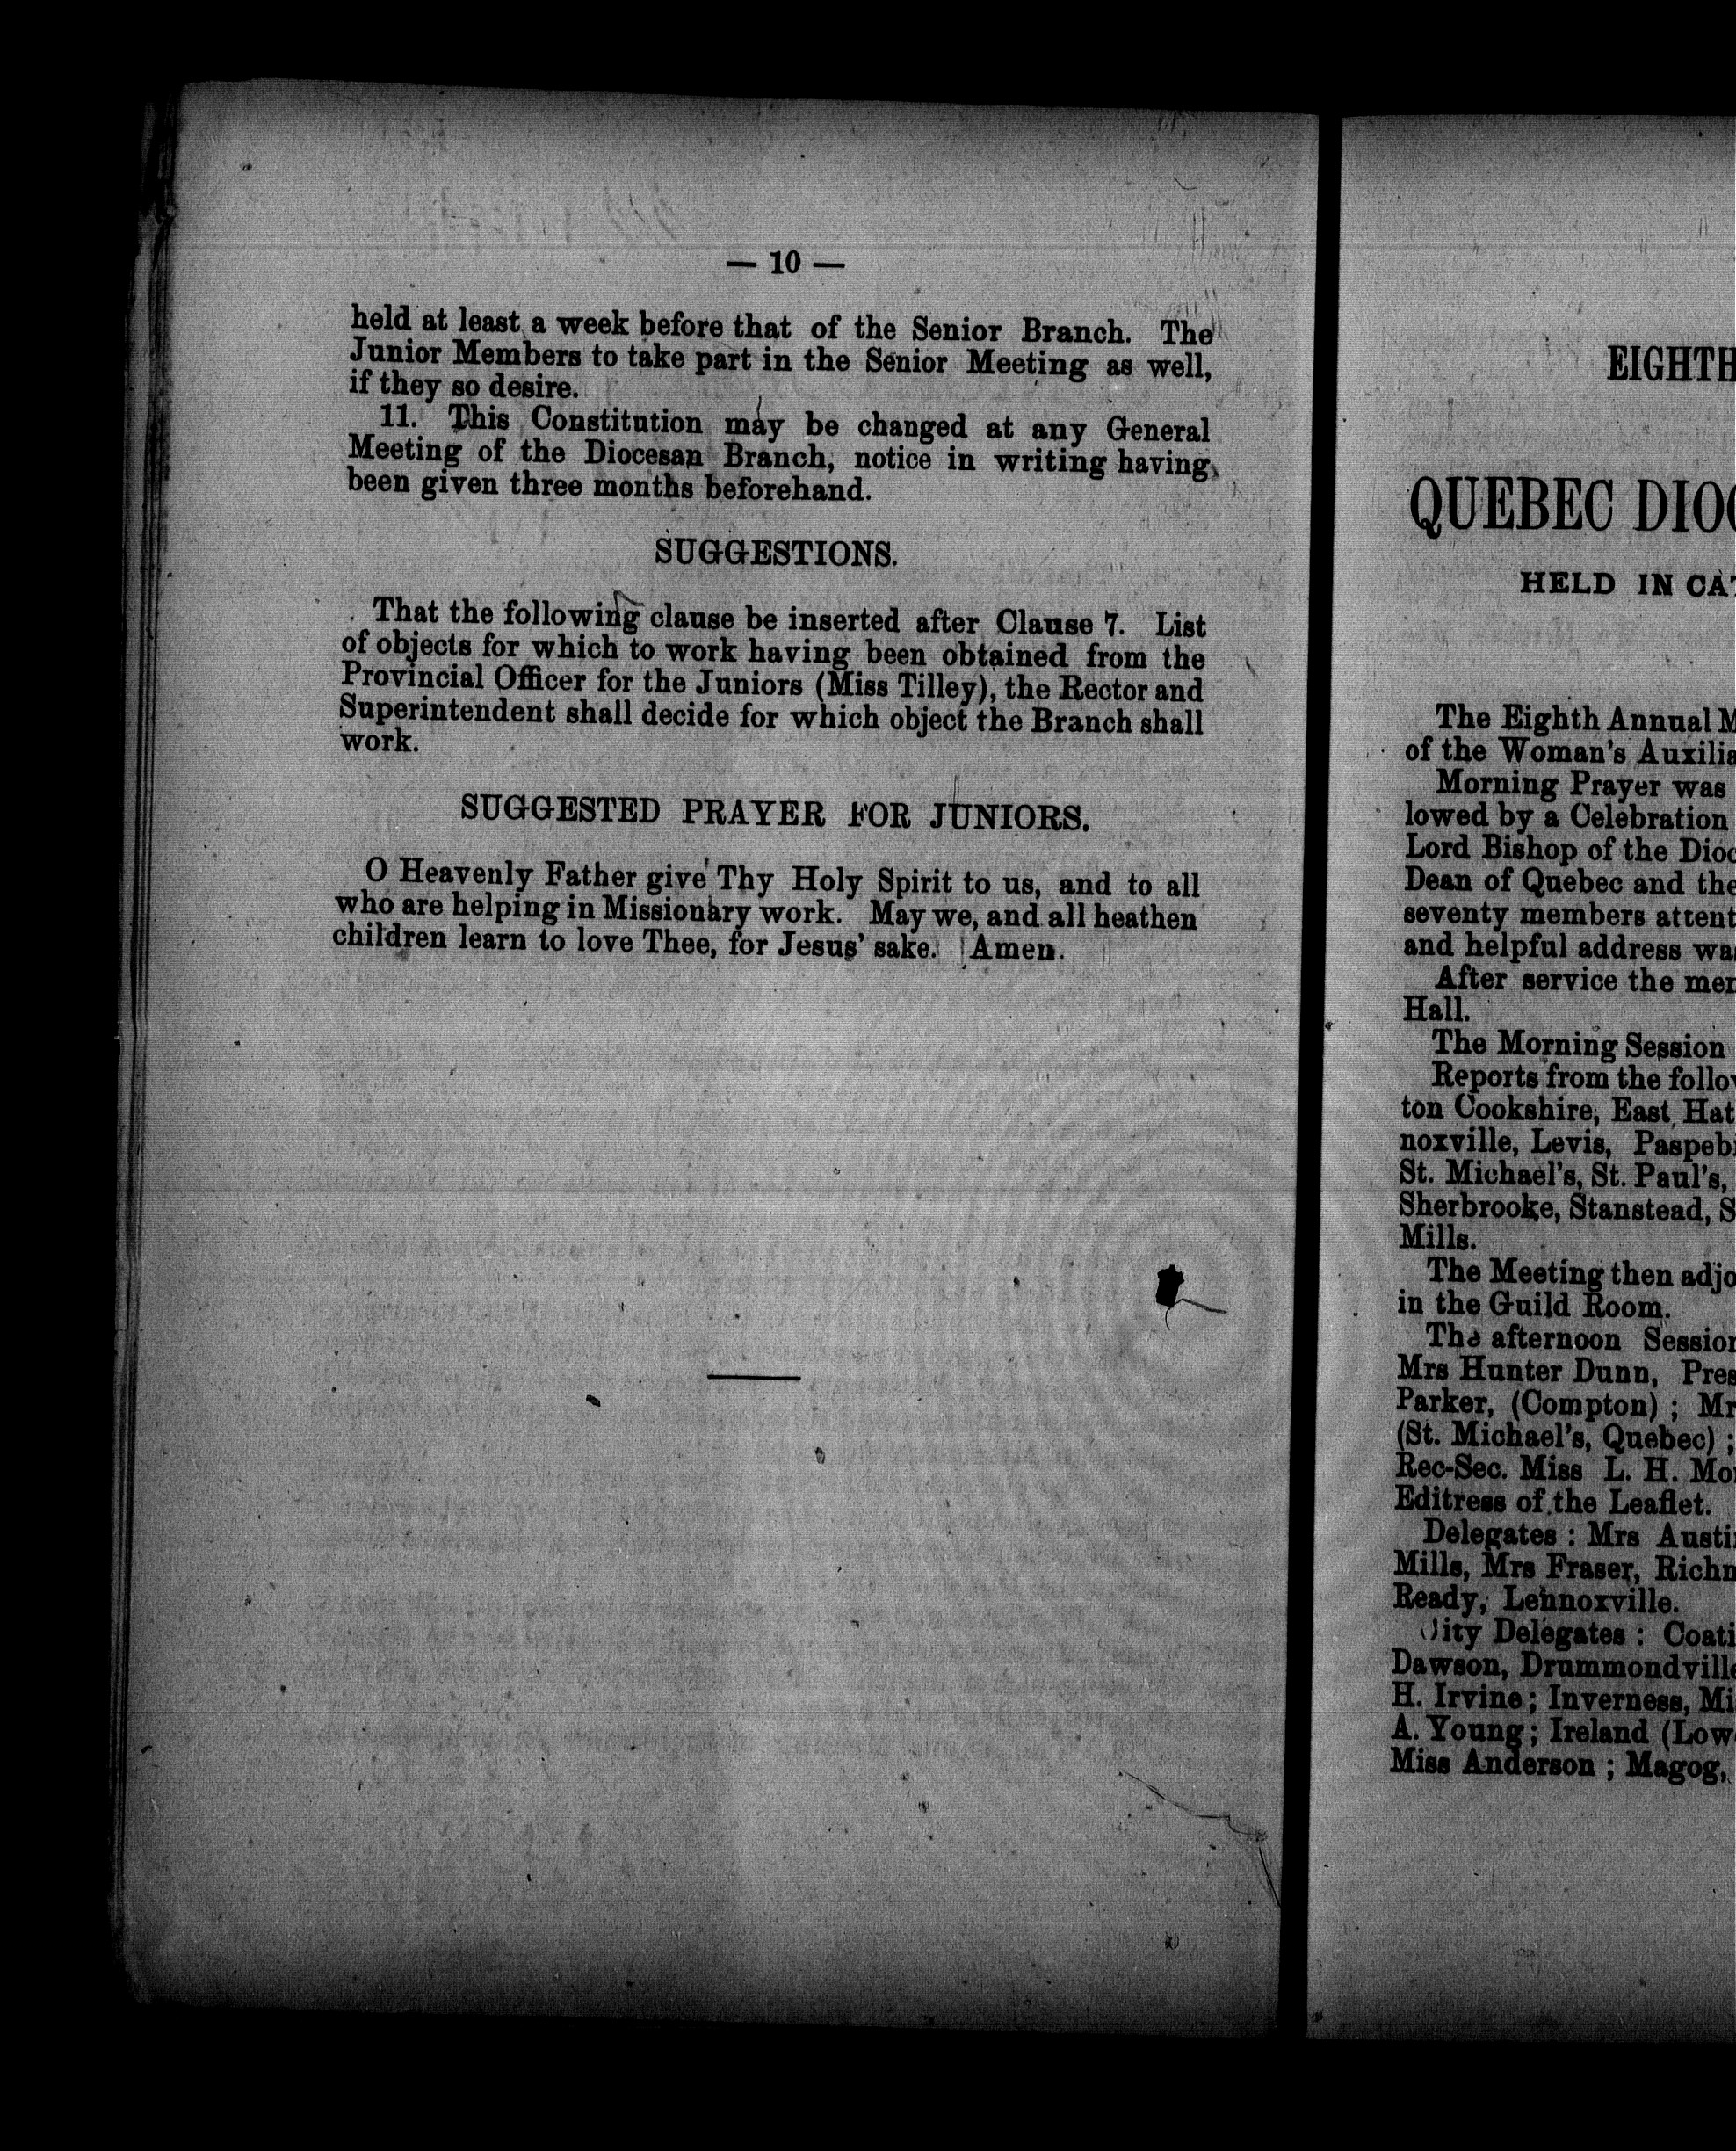 — 10 —
held at least a week before that of the Senior Branch. The
Junior Members to take part in the Senior Meeting as well,
if they so desire.
11. This Constitution may be changed at any General
Meeting of the Diocesan Branch, notice in writing having
been given three months beforehand.
SUGGESTIONS.
That the following clause be inserted after Clause 7. List
of objects for which to work having been obtained from the
Provincial Officer for the Juniors (Miss Tilley), the Rector and
Superintendent shall decide for which object the Branch shall
work.
SUGGESTED PRAYER FOR JUNIORS.
O Heavenly Father give Thy Holy Spirit to us, and to all
who are helping in Missionary work. May we, and all heathen
children learn to love Thee, for Jesus' sake. Amen.
EIGHTH
QUEBEC DIOC
HELD IN CAT
The Eighth Annual M
of the Woman's Auxilia
Morning Prayer was
lowed by a Celebration
Lord Bishop of the Dioc
Dean of Quebec and the
seventy members attent
and helpful address was
After service the mem
Hall.
The Morning Session
Reports from the follow
ton Cookshire, East Hat
noxville, Levis, Paspebi
St. Michael's, St. Paul's,
Sherbrooke, Stanstead, S
Mills.
The Meeting then adjo
in the Guild Room.
The afternoon Session
Mrs Hunter Dunn, Pres
Parker, (Compton) ; Mr
(St. Michael's, Quebec) ;
Rec-Sec. Miss L. H. Mo
Editress of the Leaflet.
Delegates : Mrs Austi
Mills, Mrs Fraser, Richm
Ready, Lennoxville.
City Delegates : Coati
Dawson, Drummondville
H. Irvine ; Inverness, Mi
A. Young ; Ireland (Low
Miss Anderson ; Magog,